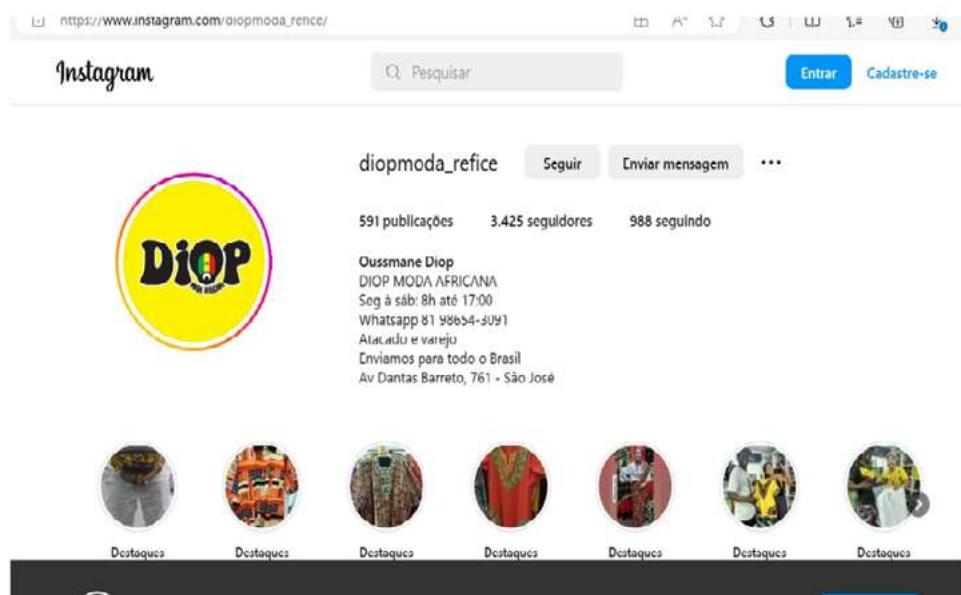 https://www.instagram.com/diopmoda_refice/
Instagram
Pesquisar
Entrar
Cadastre-se
diopmoda_refice
Seguir
Enviar mensagem
591 publicações
3.425 seguidores
988 seguindo
DIOP
Oussmane Diop
DIOP MODA AFRICANA
Seg à sáb: 8h até 17:00
Whatsapp 81 98654-3091
Atacado e varejo
Enviamos para todo o Brasil
Av Dantas Barreto, 761 - São José
Destaques
Destaques
Destaques
Destaques
Destaques
Destaques
Destaques